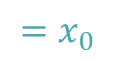 = x₀